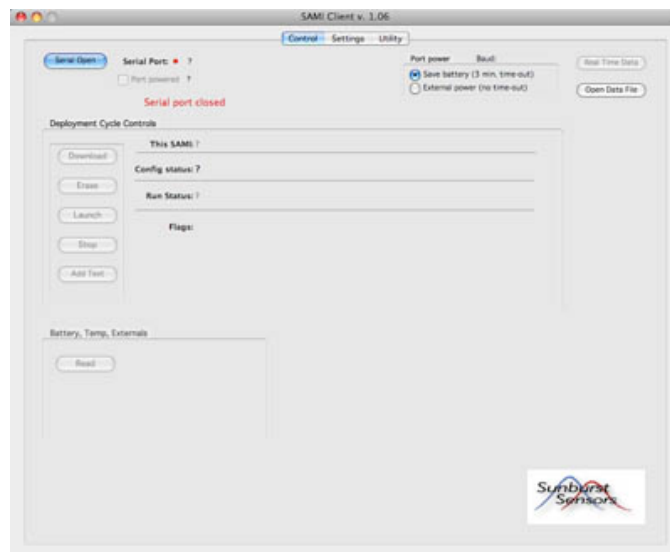 SAMI Client v. 1.06
Control Settings Utility
Serial Open
Serial Port: ?
Port powered ?
Serial port closed
Port power Baud:
Save battery (3 min. time-out)
External power (no time-out)
Real Time Data
Open Data File
Deployment Cycle Controls
Download
Erase
Launch
Stop
Add Text
This SAMI: ?
Config status: ?
Run Status: ?
Flags:
Battery, Temp, Externals
Read
Sunburst
Sensors